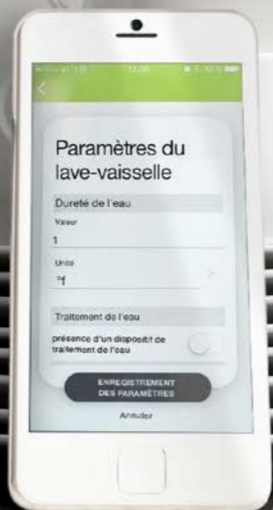 Paramètres du
lave-vaisselle
Dureté de l'eau
Valeur
1
Unité
°f
Traitement de l'eau
présence d'un dispositif de
traitement de l'eau
ENREGISTREMENT
DES PARAMÈTRES
Annuler